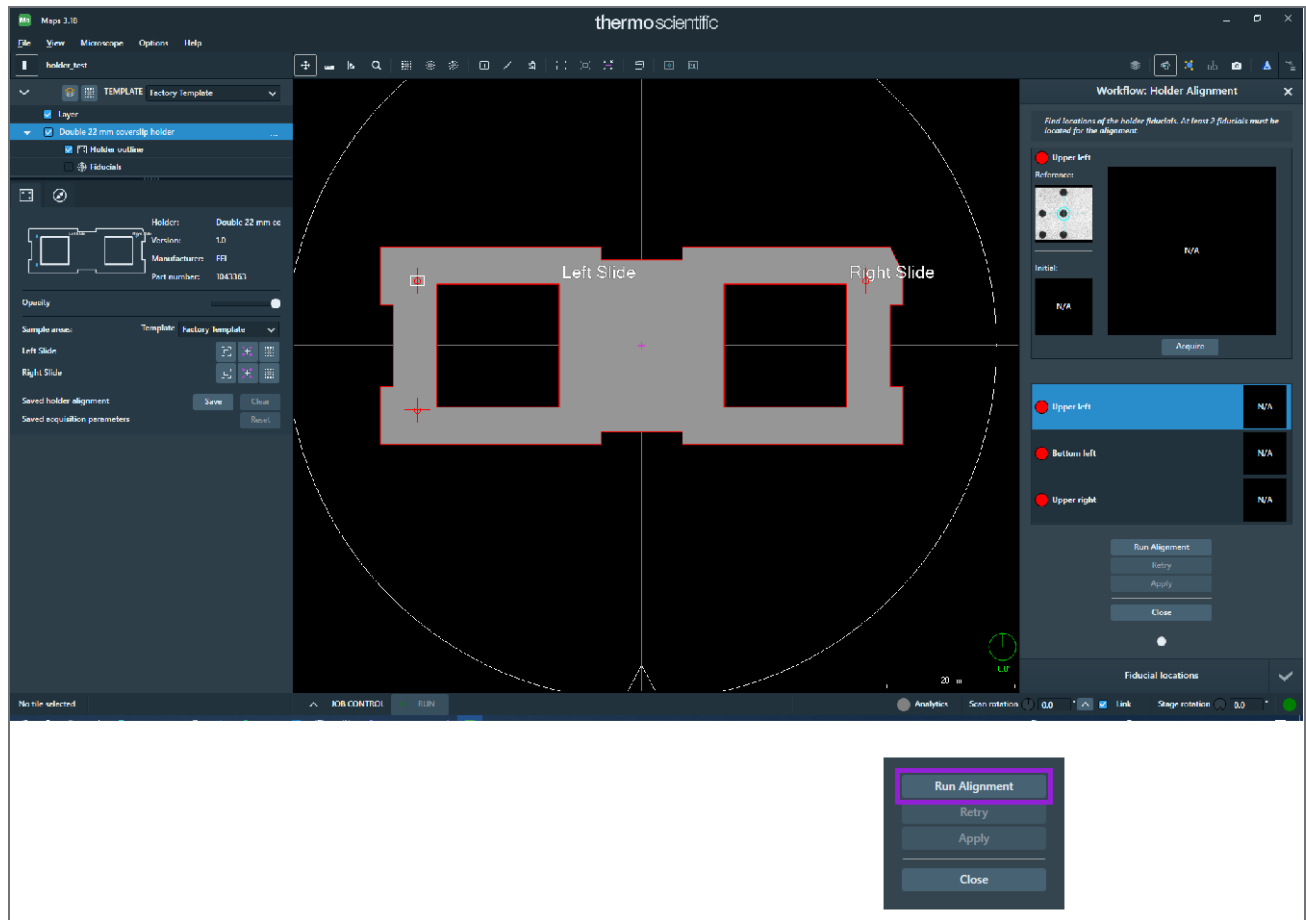 Maps 3.16
thermoscientific
File View Microscope Options Help
holder_test
TEMPLATE Factory Template
Layer
Double 22 mm coverslip holder ...
Holder outline
Fiducials
Holder: Double 22 mm co
Version: 1.0
Manufacturer: FEI
Part number: 1043363
Opacity
Sample areas: Template Factory Template
Left Slide
Right Slide
Saved holder alignment Save Clear
Saved acquisition parameters Reset
No tile selected
Left Slide Right Slide
0.0°
20
JOB CONTROL RUN
Analytics Scan rotation 0.0 ° Link Stage rotation 0.0 °
Workflow: Holder Alignment
Find locations of the holder fiducials. At least 2 fiducials must be
located for the alignment.
Upper left
Reference:
N/A
Initial:
N/A
Acquire
Upper left N/A
Bottom left N/A
Upper right N/A
Run Alignment
Retry
Apply
Close
Fiducial locations
Run Alignment
Retry
Apply
Close